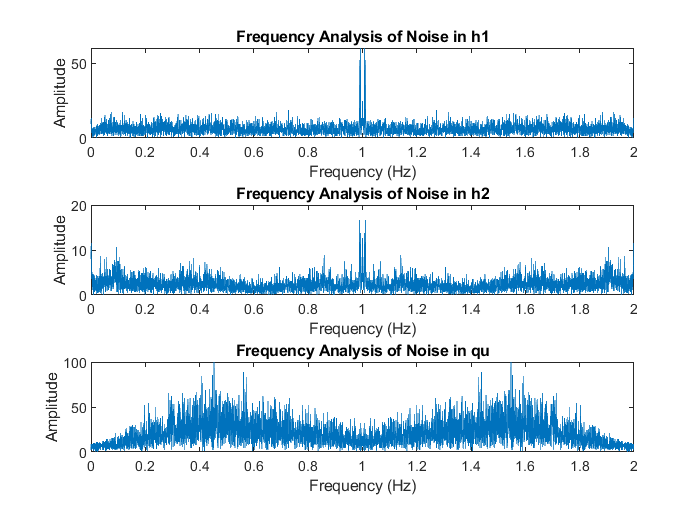 Frequency Analysis of Noise in h1
50
0
Amplitude
0 0.2 0.4 0.6 0.8 1 1.2 1.4 1.6 1.8 2
Frequency (Hz)
Frequency Analysis of Noise in h2
20
10
0
Amplitude
0 0.2 0.4 0.6 0.8 1 1.2 1.4 1.6 1.8 2
Frequency (Hz)
Frequency Analysis of Noise in qu
100
50
0
Amplitude
0 0.2 0.4 0.6 0.8 1 1.2 1.4 1.6 1.8 2
Frequency (Hz)